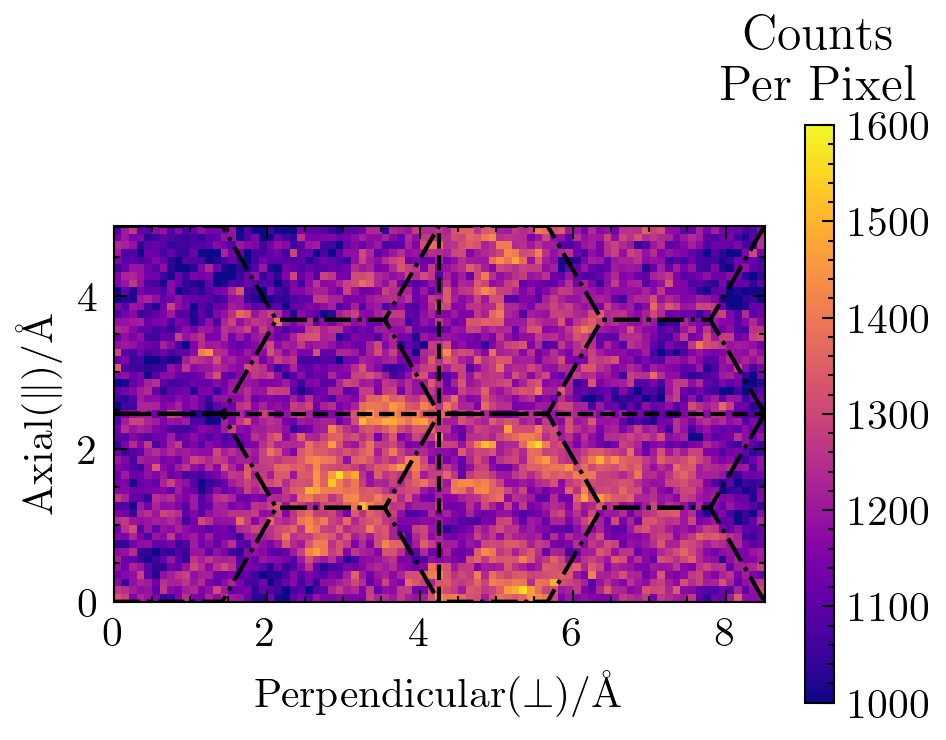 Counts
Per Pixel
1600
1500
1400
1300
1200
1100
1000
Axial(∥)/Å
4
2
0
0 2 4 6 8
Perpendicular(⊥)/Å